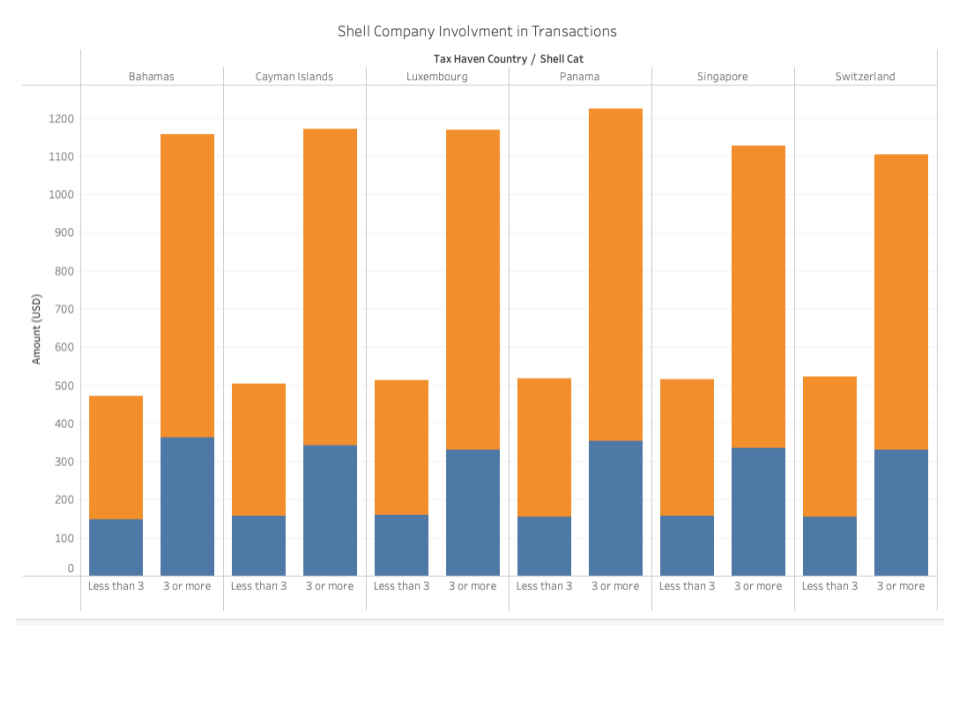 Shell Company Involvment in Transactions
Tax Haven Country / Shell Cat
Bahamas Cayman Islands Luxembourg Panama Singapore Switzerland
1200
1100
1000
900
800
700
600
500
400
300
200
100
0
Amount (USD)
Less than 3 3 or more Less than 3 3 or more Less than 3 3 or more Less than 3 3 or more Less than 3 3 or more Less than 3 3 or more